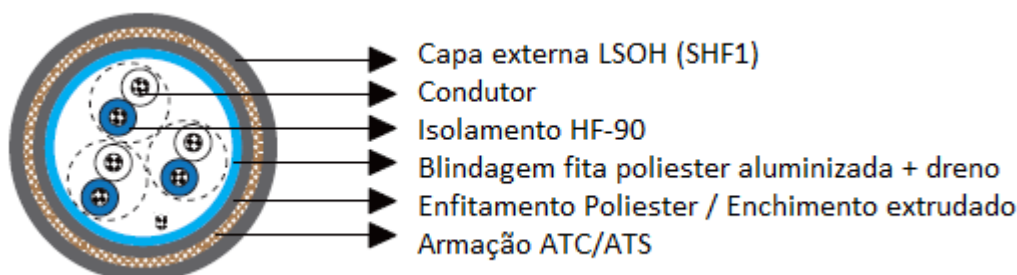 Capa externa LSOH (SHF1)
Condutor
Isolamento HF-90
Blindagem fita poliester aluminizada + dreno
Enfitamento Poliester / Enchimento extrudado
Armação ATC/ATS